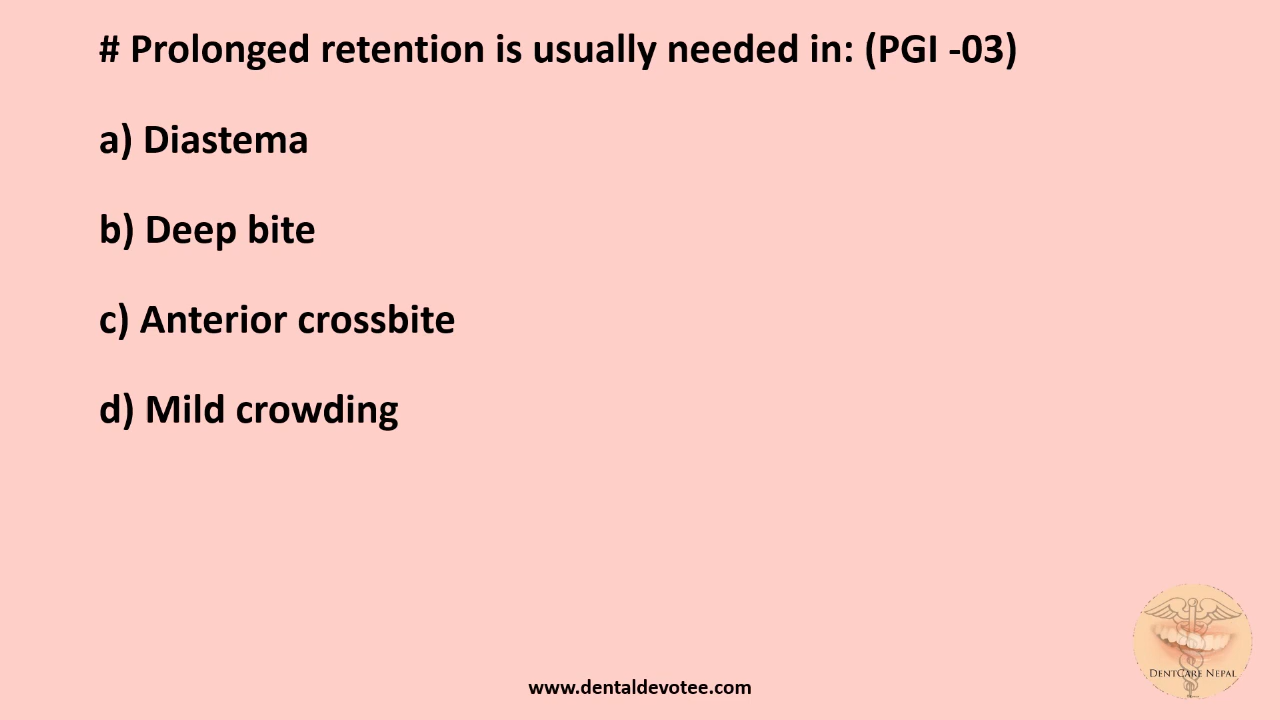 # Prolonged retention is usually needed in: (PGI -03)
a) Diastema
b) Deep bite
c) Anterior crossbite
d) Mild crowding
DENTCARE NEPAL
www.dentaldevotee.com